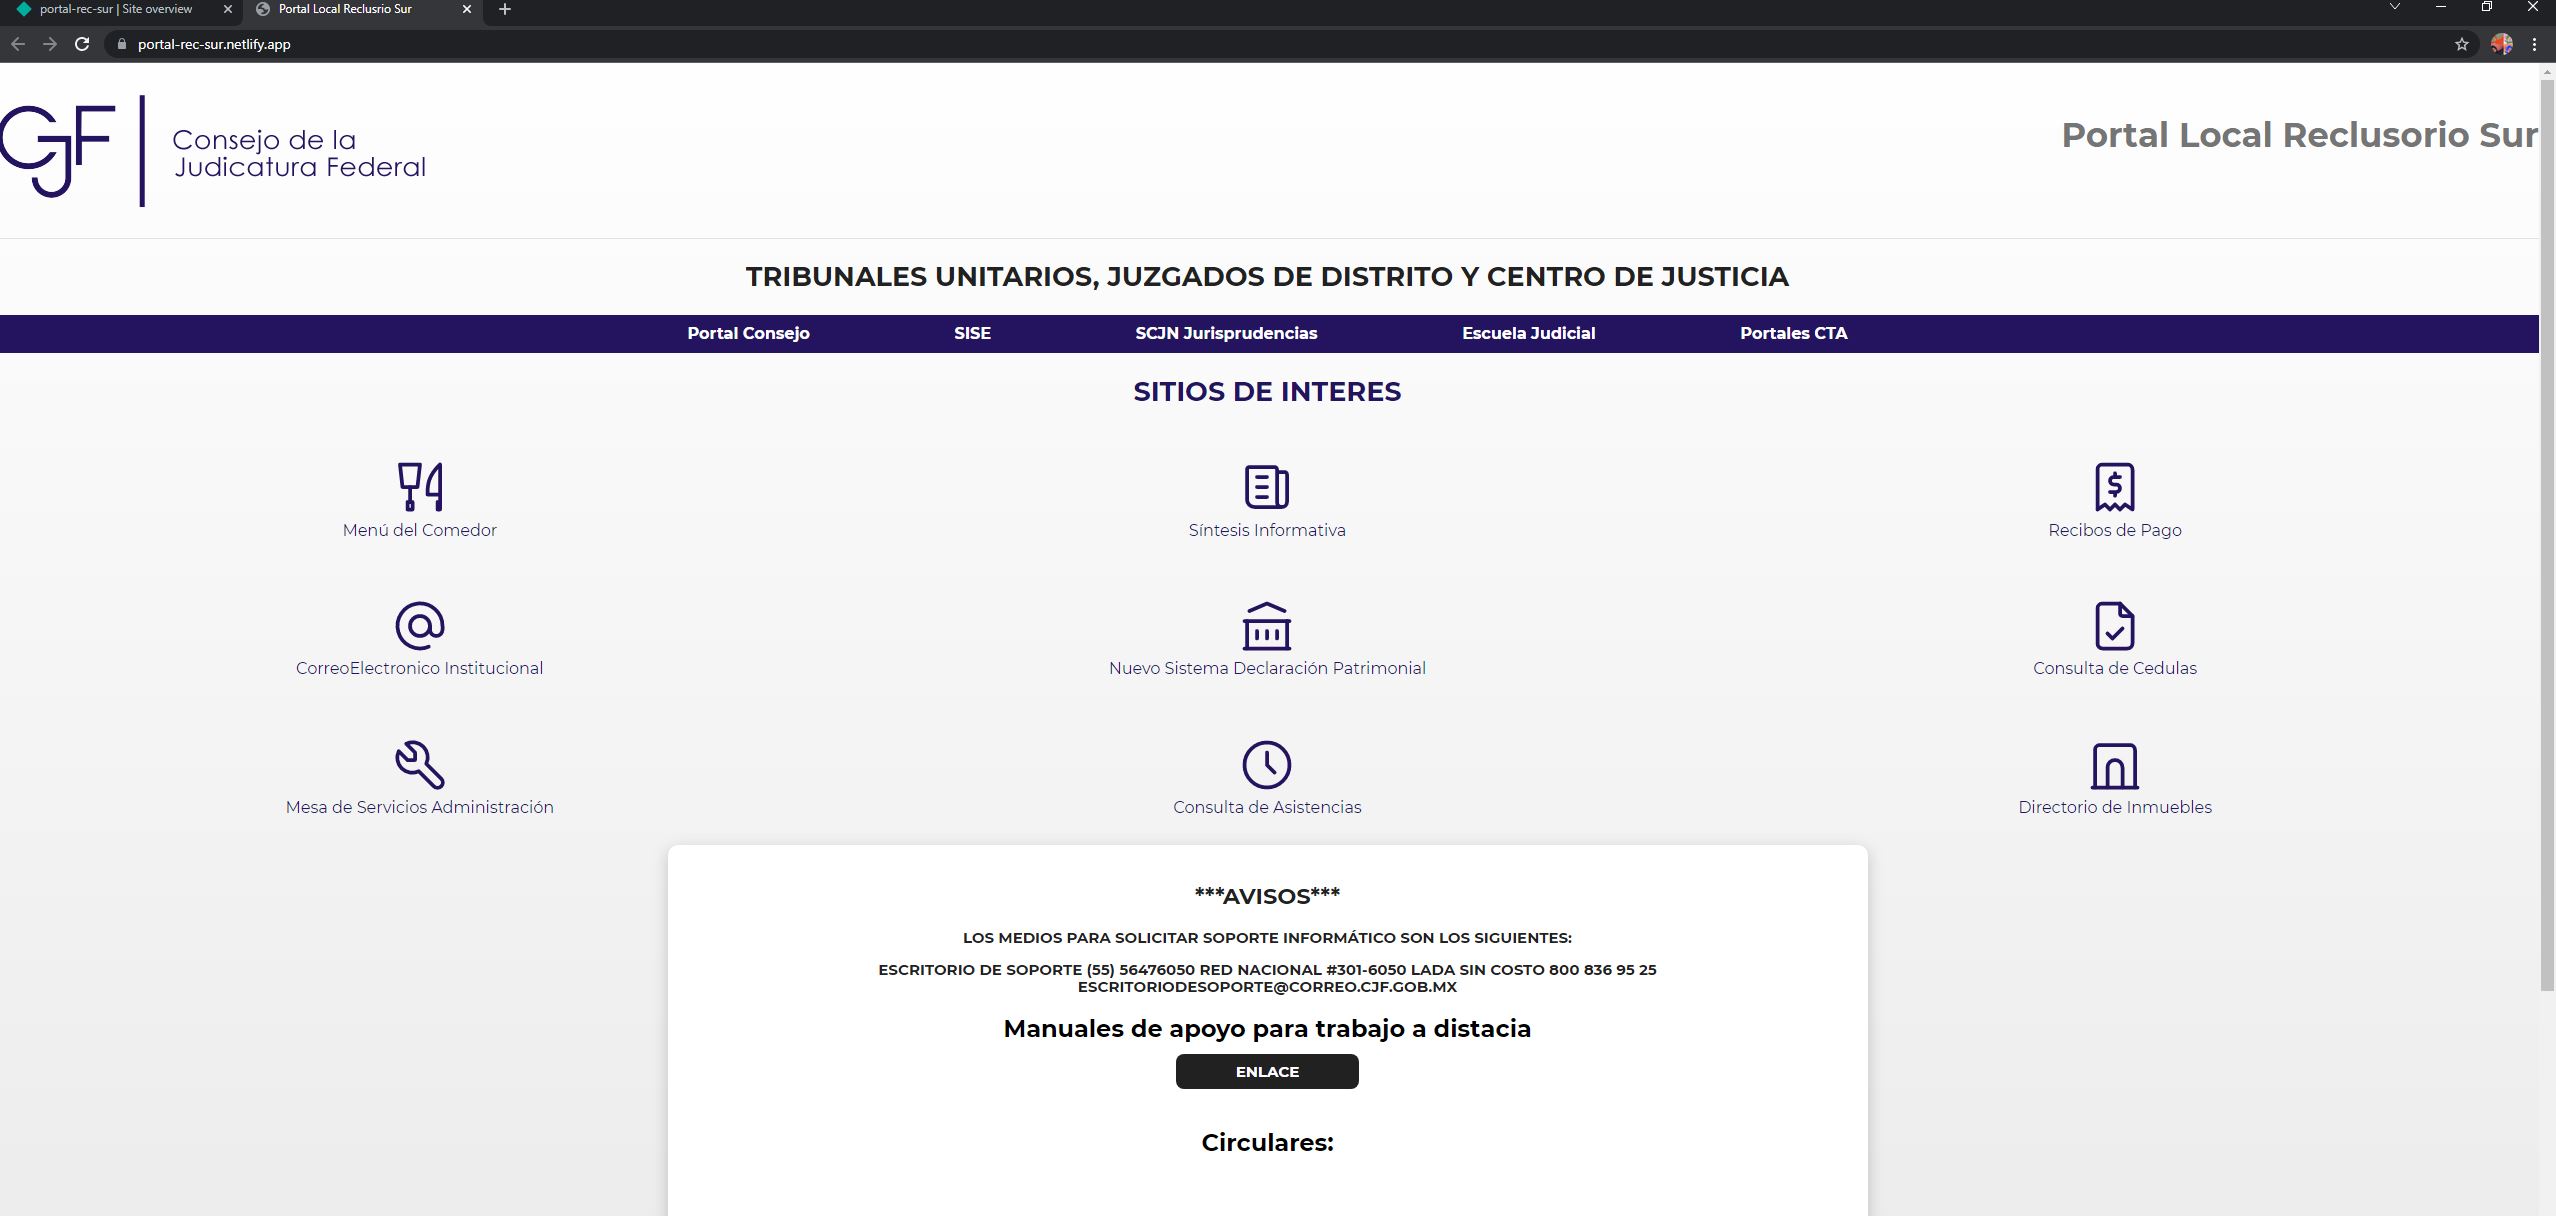 portal-rec-sur | Site overview
Portal Local Reclusrio Sur
portal-rec-sur.netlify.app
CJF
Consejo de la
Judicatura Federal
Portal Local Reclusorio Sur
TRIBUNALES UNITARIOS, JUZGADOS DE DISTRITO Y CENTRO DE JUSTICIA
Portal Consejo SISE SCJN Jurisprudencias Escuela Judicial Portales CTA
SITIOS DE INTERES
Menú del Comedor Síntesis Informativa Recibos de Pago
CorreoElectronico Institucional Nuevo Sistema Declaración Patrimonial Consulta de Cedulas
Mesa de Servicios Administración Consulta de Asistencias Directorio de Inmuebles
***AVISOS***
LOS MEDIOS PARA SOLICITAR SOPORTE INFORMÁTICO SON LOS SIGUIENTES:
ESCRITORIO DE SOPORTE (55) 56476050 RED NACIONAL #301-6050 LADA SIN COSTO 800 836 95 25
ESCRITORIODESOPORTE@CORREO.CJF.GOB.MX
Manuales de apoyo para trabajo a distacia
ENLACE
Circulares: